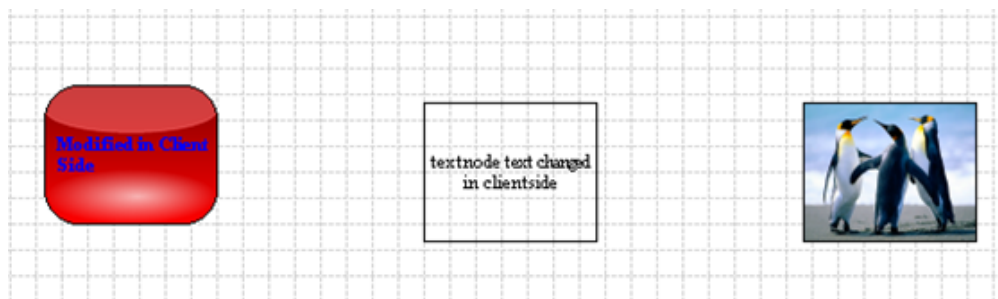 Modified in Client
Side
textnode text changed
in clientside